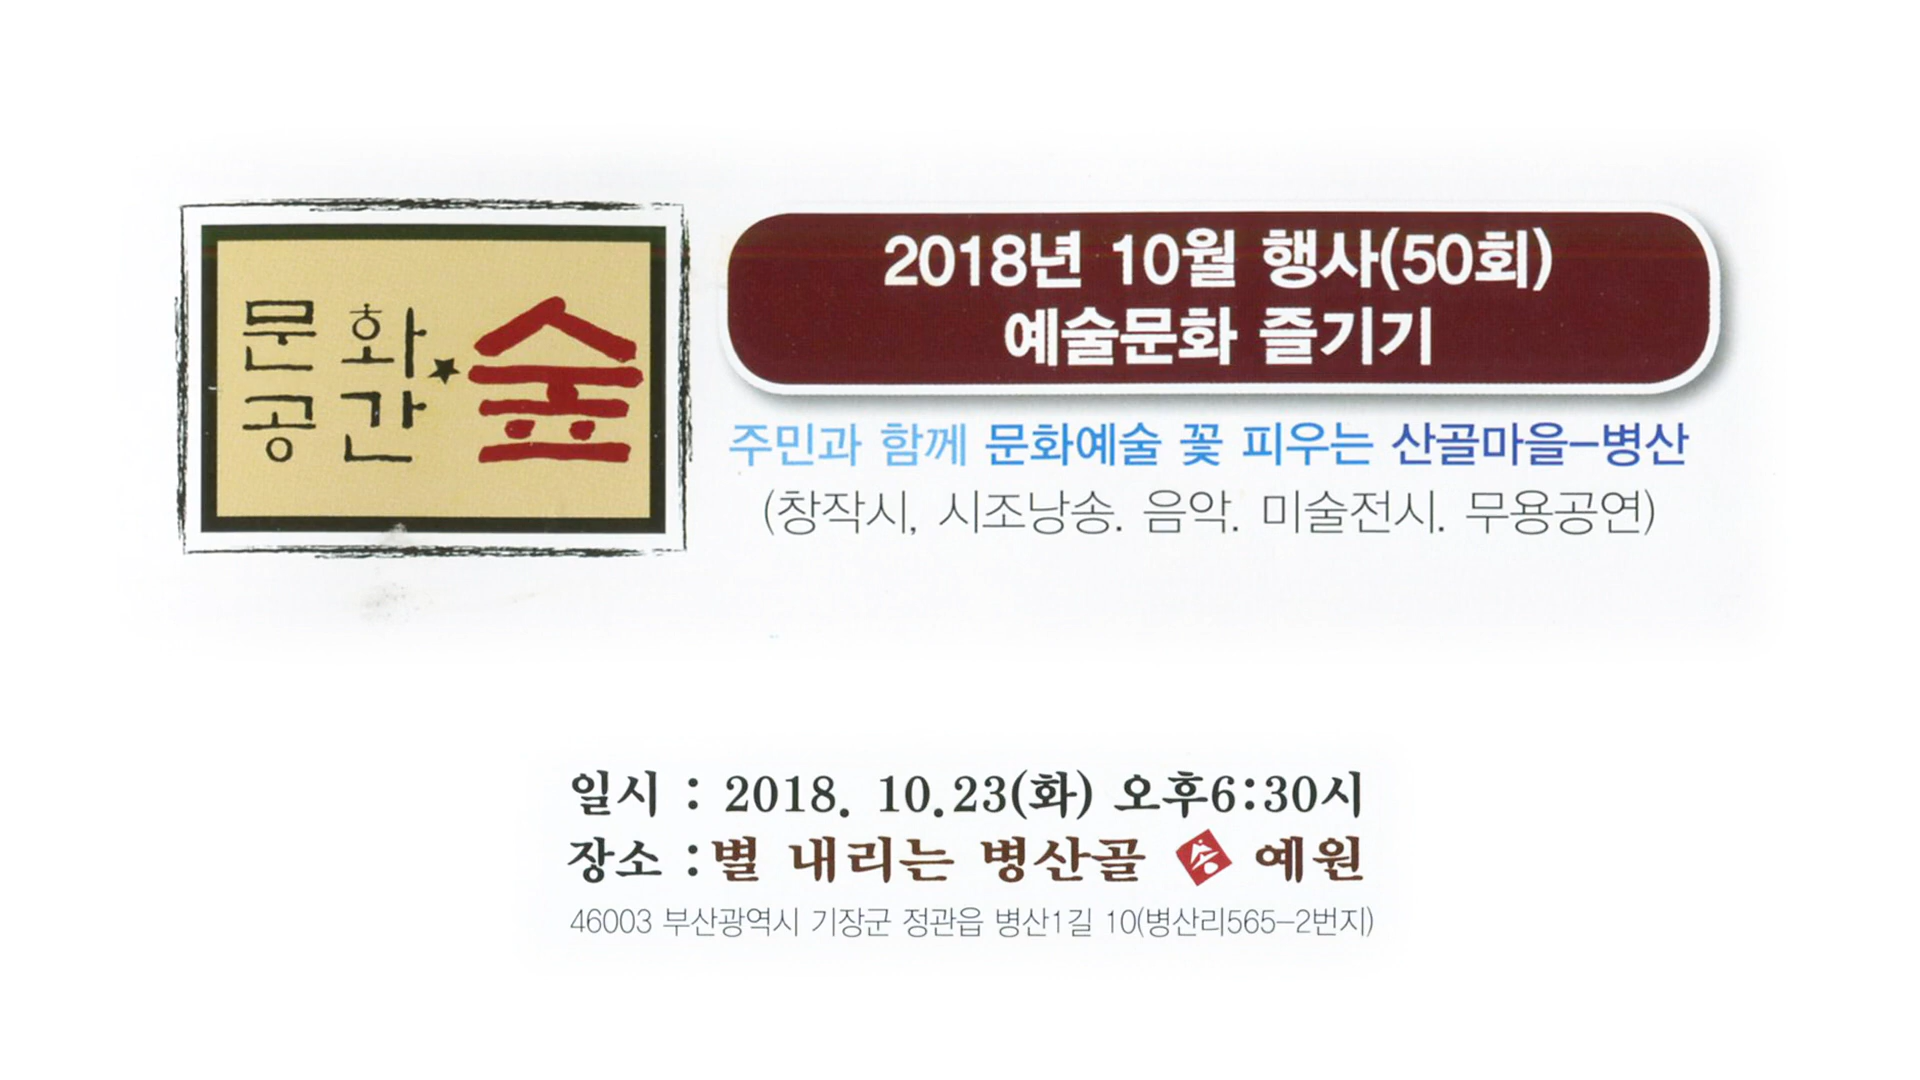 문화
공간
숲
2018년 10월 행사(50회)
예술문화 즐기기
주민과 함께 문화예술 꽃 피우는 산골마을-병산
(창작시, 시조낭송. 음악. 미술전시. 무용공연)
일시 : 2018. 10.23(화) 오후6:30시
장소 : 별 내리는 병산골 송 예원
46003 부산광역시 기장군 정관읍 병산1길 10(병산리565-2번지)